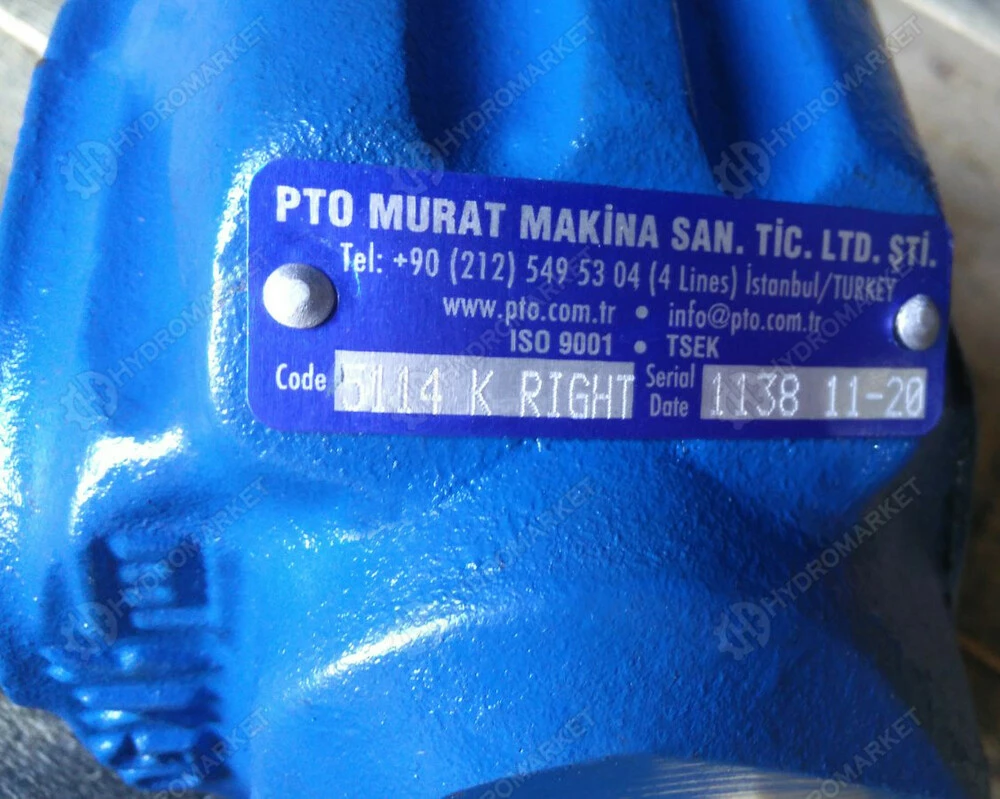 PTO MURAT MAKİNA SAN. TİC. LTD. ŞTİ.
Tel: +90 (212) 549 53 04 (4 Lines) İstanbul/TURKEY
www.pto.com.tr • info@pto.com.tr
ISO 9001 • TSEK
Code 5114 K RIGHT Serial Date 1138 11-20
HYDROMARKET